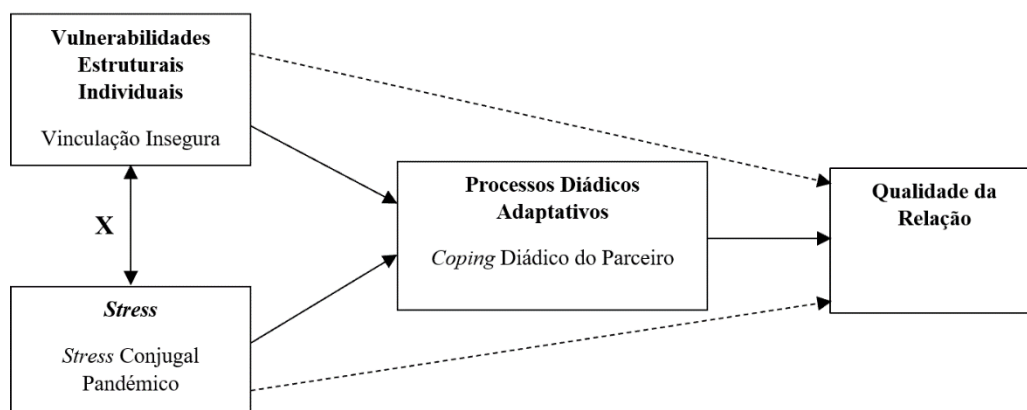 Vulnerabilidades
Estruturais
Individuais
Vinculação Insegura
X
Stress
Stress Conjugal
Pandémico
Processos Diádicos
Adaptativos
Coping Diádico do Parceiro
Qualidade da
Relação